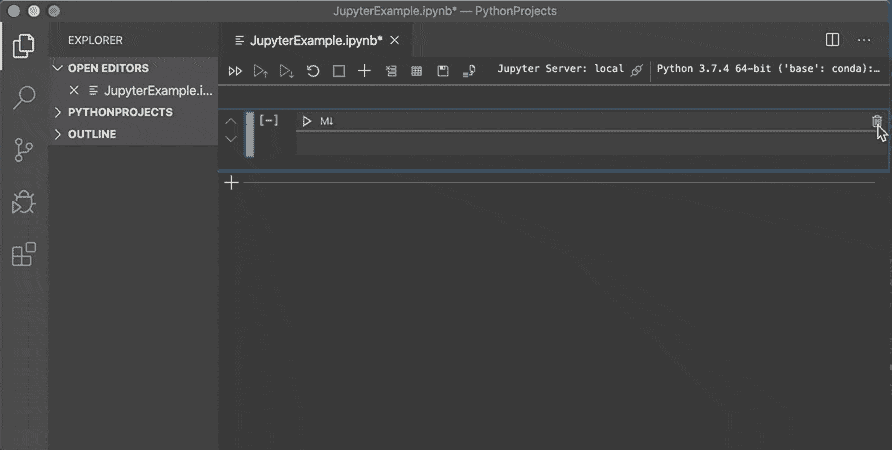 JupyterExample.ipynb* — PythonProjects
EXPLORER
JupyterExample.ipynb*
OPEN EDITORS
JupyterExample.i...
PYTHONPROJECTS
OUTLINE
Jupyter Server: local
Python 3.7.4 64-bit ('base': conda):...
[-]
M↓